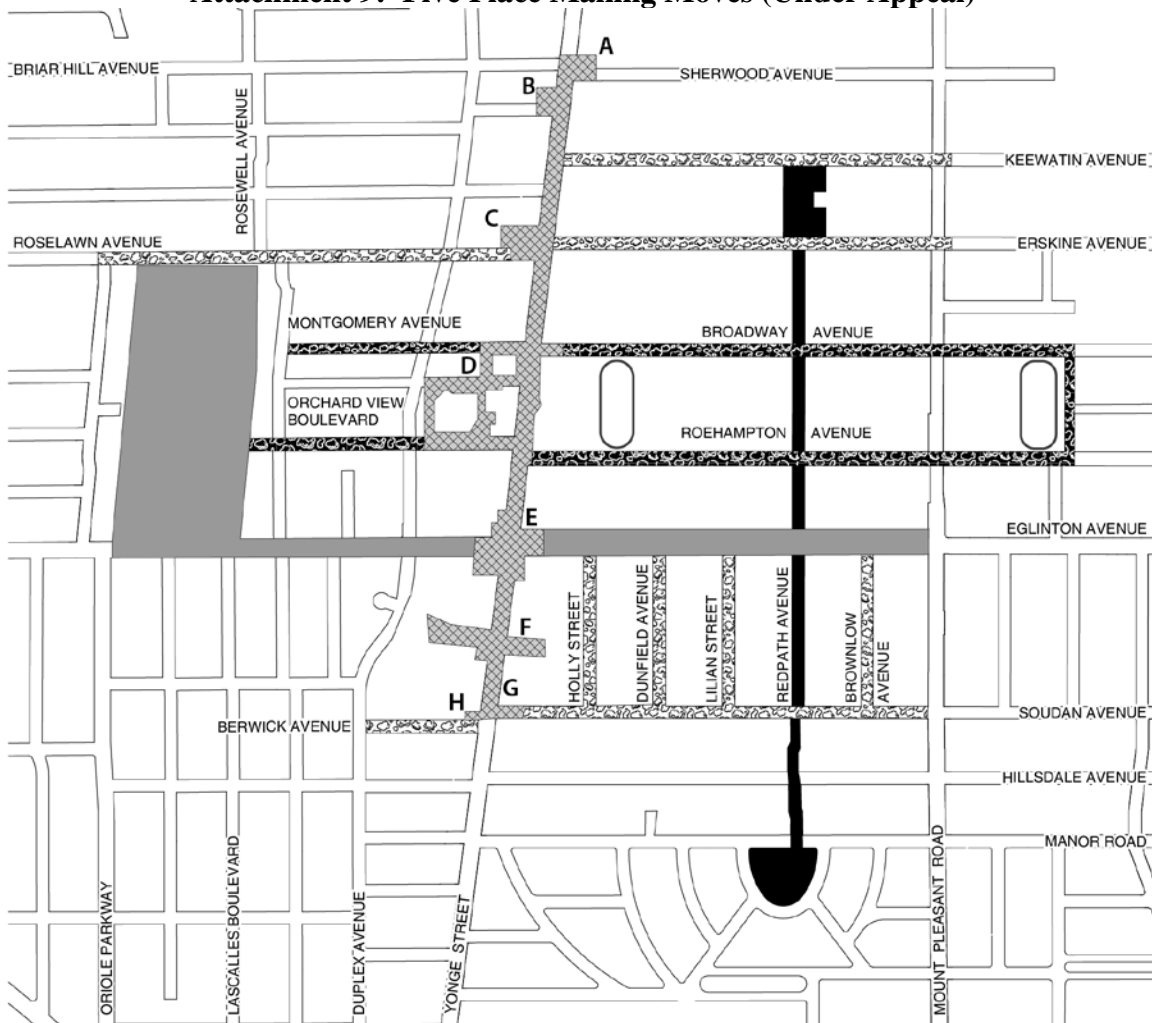 Attachment 9: Five Place Making Moves (Under Appeal)
A
BRIAR HILL AVENUE
SHERWOOD AVENUE
B
ROSEWELL AVENUE
KEEWATIN AVENUE
C
ROSELAWN AVENUE
ERSKINE AVENUE
MONTGOMERY AVENUE
BROADWAY AVENUE
D
ORCHARD VIEW
BOULEVARD
ROEHAMPTON AVENUE
E
EGLINTON AVENUE
F
HOLLY STREET
DUNFIELD AVENUE
LILIAN STREET
REDPATH AVENUE
BROWNLOW
AVENUE
G
H
BERWICK AVENUE
SOUDAN AVENUE
HILLSDALE AVENUE
MANOR ROAD
ORIOLE PARKWAY
LASCALLES BOULEVARD
DUPLEX AVENUE
YONGE STREET
MOUNT PLEASANT ROAD